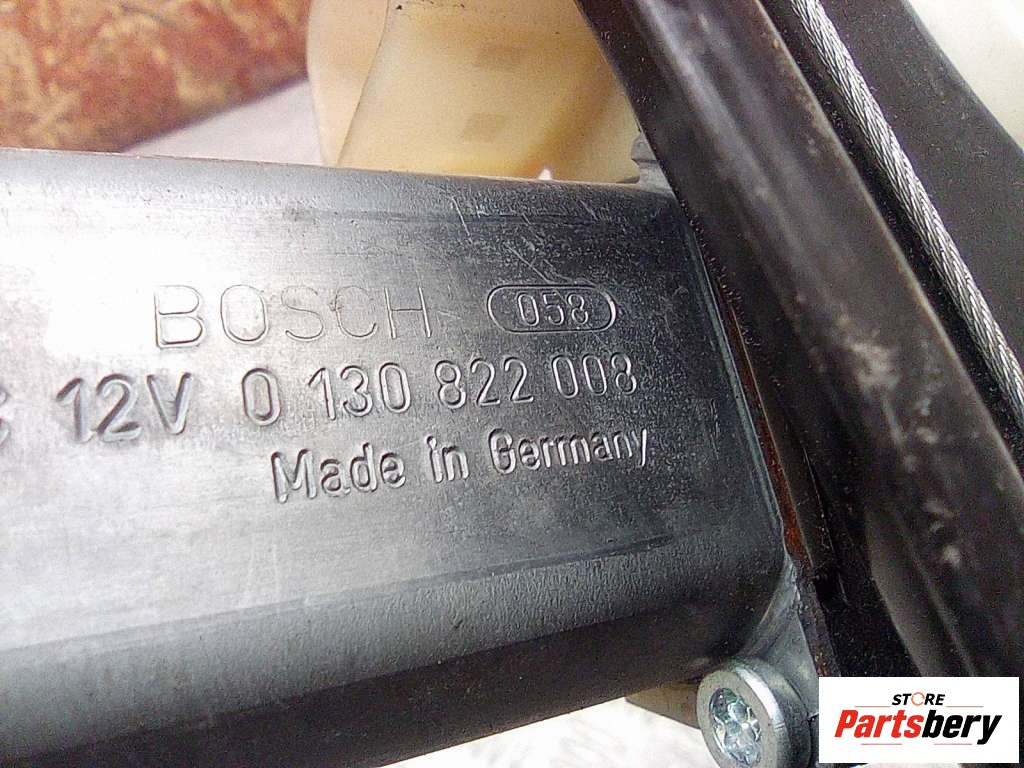 BOSCH 058
12V 0 130 822 008
Made in Germany
STORE
Partsbery